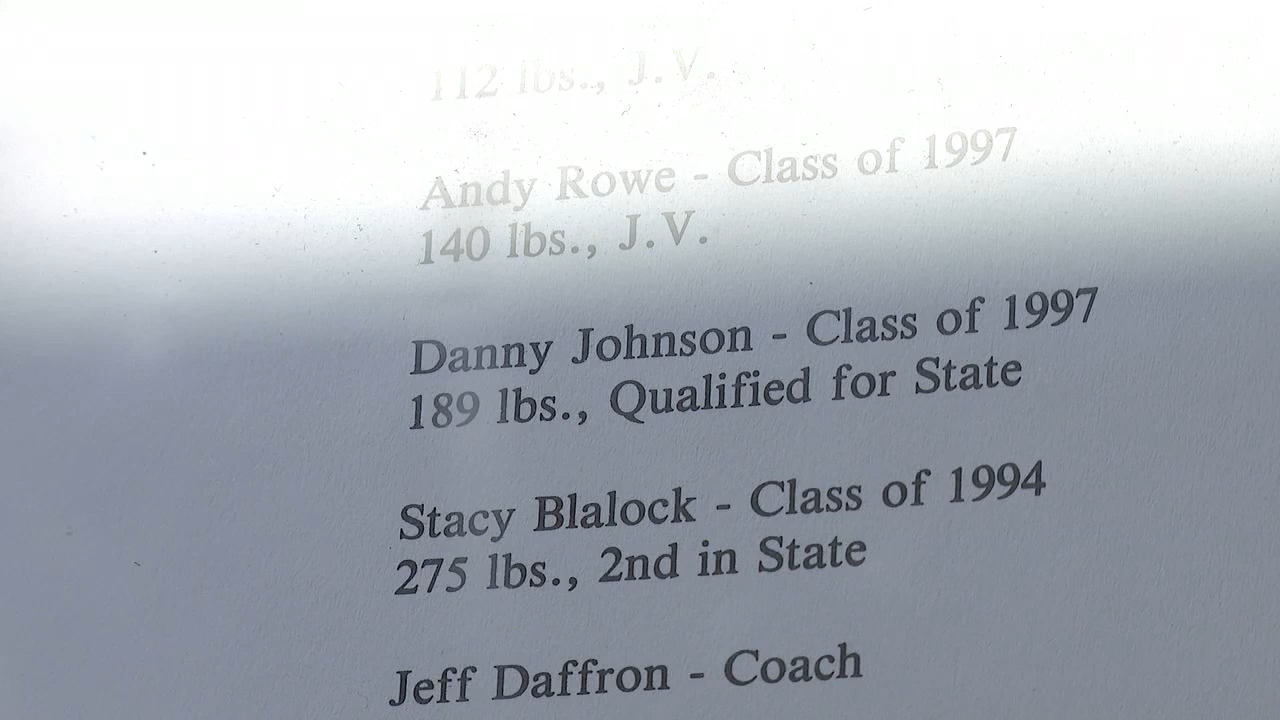 112 lbs., J.V.
Andy Rowe - Class of 1997
140 lbs., J.V.
Danny Johnson - Class of 1997
189 lbs., Qualified for State
Stacy Blalock - Class of 1994
275 lbs., 2nd in State
Jeff Daffron - Coach